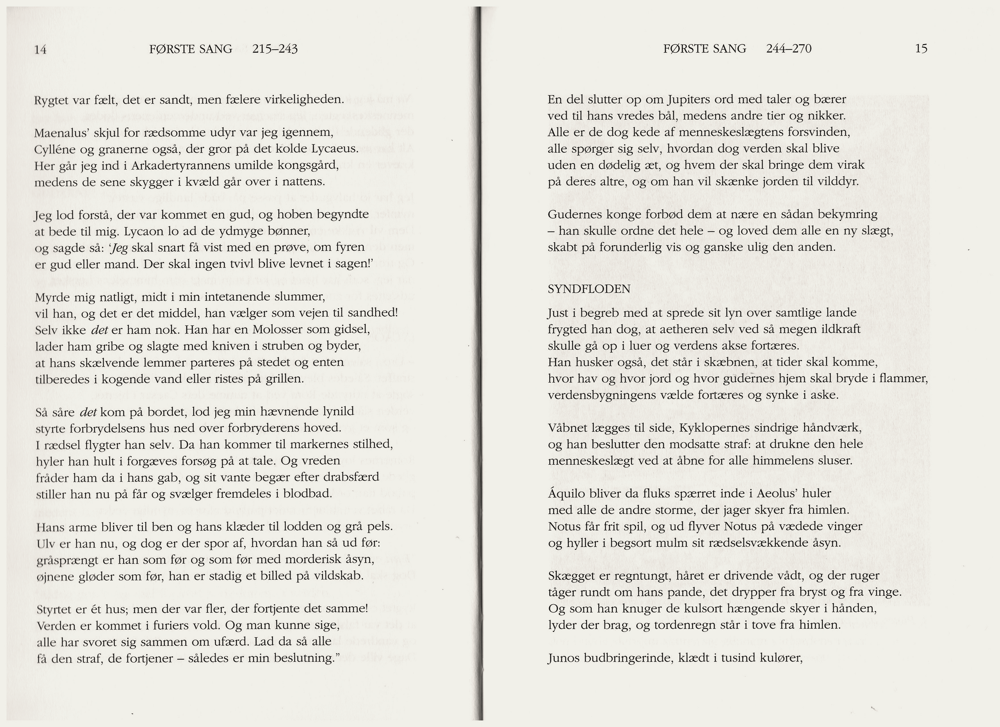 14 FØRSTE SANG 215–243
Rygtet var fælt, det er sandt, men fælere virkeligheden.
Maenalus’ skjul for rædsomme udyr var jeg igennem,
Cylléne og granerne også, der gror på det kolde Lycaeus.
Her går jeg ind i Arkadertyrannens umilde kongsgård,
medens de sene skygger i kvæld går over i nattens.
Jeg lod forstå, der var kommet en gud, og hoben begyndte
at bede til mig. Lycaon lo ad de ydmyge bønner,
og sagde så: ‘Jeg skal snart få vist med en prøve, om fyren
er gud eller mand. Der skal ingen tvivl blive levnet i sagen!’
Myrde mig natligt, midt i min intetanende slummer,
vil han, og det er det middel, han vælger som vejen til sandhed!
Selv ikke det er ham nok. Han har en Molosser som gidsel,
lader ham gribe og slagte med kniven i struben og byder,
at hans skælvende lemmer parteres på stedet og enten
tilberedes i kogende vand eller ristes på grillen.
Så såre det kom på bordet, lod jeg min hævnende lynild
styrte forbrydelsens hus ned over forbryderens hoved.
I rædsel flygter han selv. Da han kommer til markernes stilhed,
hyler han hult i forgæves forsøg på at tale. Og vreden
fråder ham da i hans gab, og sit vante begær efter drabsfærd
stiller han nu på får og svælger fremdeles i blodbad.
Hans arme bliver til ben og hans klæder til lodden og grå pels.
Ulv er han nu, og dog er der spor af, hvordan han så ud før:
gråsprængt er han som før og som før med morderisk åsyn,
øjnene gløder som før, han er stadig et billed på vildskab.
Styrtet er ét hus; men der var fler, der fortjente det samme!
Verden er kommet i furiers vold. Og man kunne sige,
alle har svoret sig sammen om ufærd. Lad da så alle
få den straf, de fortjener – således er min beslutning.”
FØRSTE SANG 244–270 15
En del slutter op om Jupiters ord med taler og bærer
ved til hans vredes bål, medens andre tier og nikker.
Alle er de dog kede af menneskeslægtens forsvinden,
alle spørger sig selv, hvordan dog verden skal blive
uden en dødelig æt, og hvem der skal bringe dem virak
på deres altre, og om han vil skænke jorden til vilddyr.
Gudernes konge forbød dem at nære en sådan bekymring
– han skulle ordne det hele – og loved dem alle en ny slægt,
skabt på forunderlig vis og ganske ulig den anden.
SYNDFLODEN
Just i begreb med at sprede sit lyn over samtlige lande
frygted han dog, at aetheren selv ved så megen ildkraft
skulle gå op i luer og verdens akse fortæres.
Han husker også, det står i skæbnen, at tider skal komme,
hvor hav og hvor jord og hvor gudernes hjem skal bryde i flammer,
verdensbygningens vælde fortæres og synke i aske.
Våbnet lægges til side, Kyklopernes sindrige håndværk,
og han beslutter den modsatte straf: at drukne den hele
menneskeslægt ved at åbne for alle himmelens sluser.
Áquilo bliver da fluks spærret inde i Aeolus’ huler
med alle de andre storme, der jager skyer fra himlen.
Notus får frit spil, og ud flyver Notus på vædede vinger
og hyller i begsort mulm sit rædselsvækkende åsyn.
Skægget er regntungt, håret er drivende vådt, og der ruger
tåger rundt om hans pande, det drypper fra bryst og fra vinge.
Og som han knuger de kulsort hængende skyer i hånden,
lyder der brag, og tordenregn står i tove fra himlen.
Junos budbringerinde, klædt i tusind kulører,